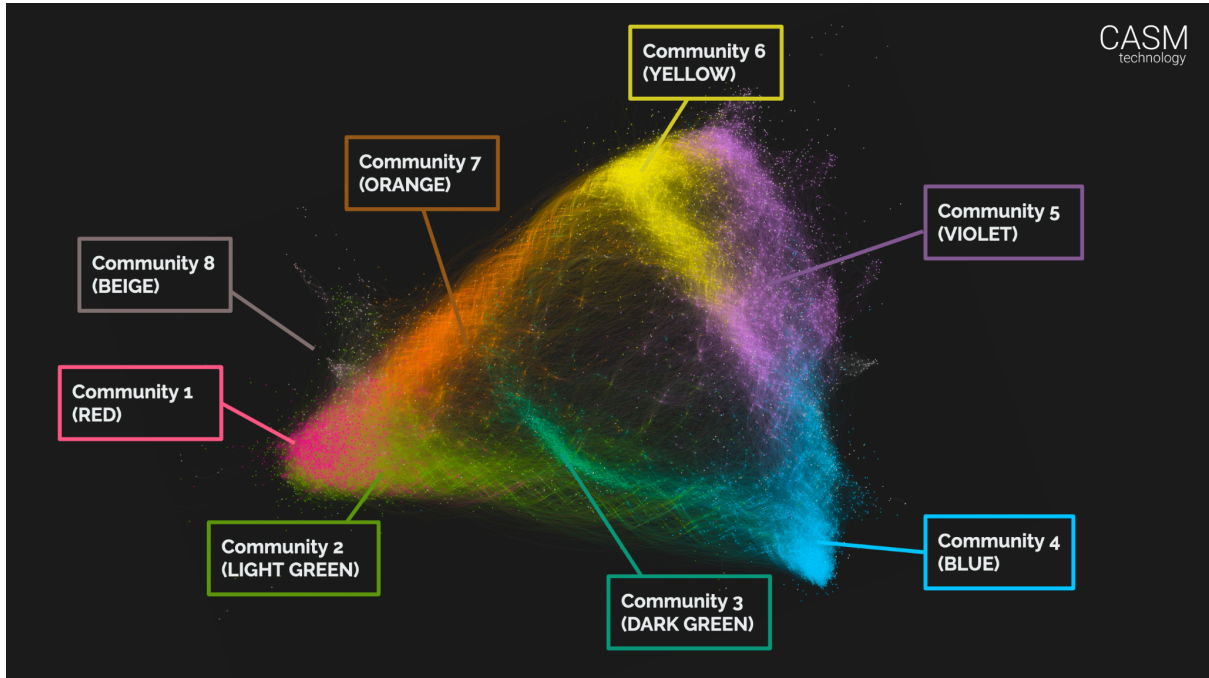 CASM
technology
Community 6
(YELLOW)
Community 7
(ORANGE)
Community 5
(VIOLET)
Community 8
(BEIGE)
Community 1
(RED)
Community 2
(LIGHT GREEN)
Community 4
(BLUE)
Community 3
(DARK GREEN)